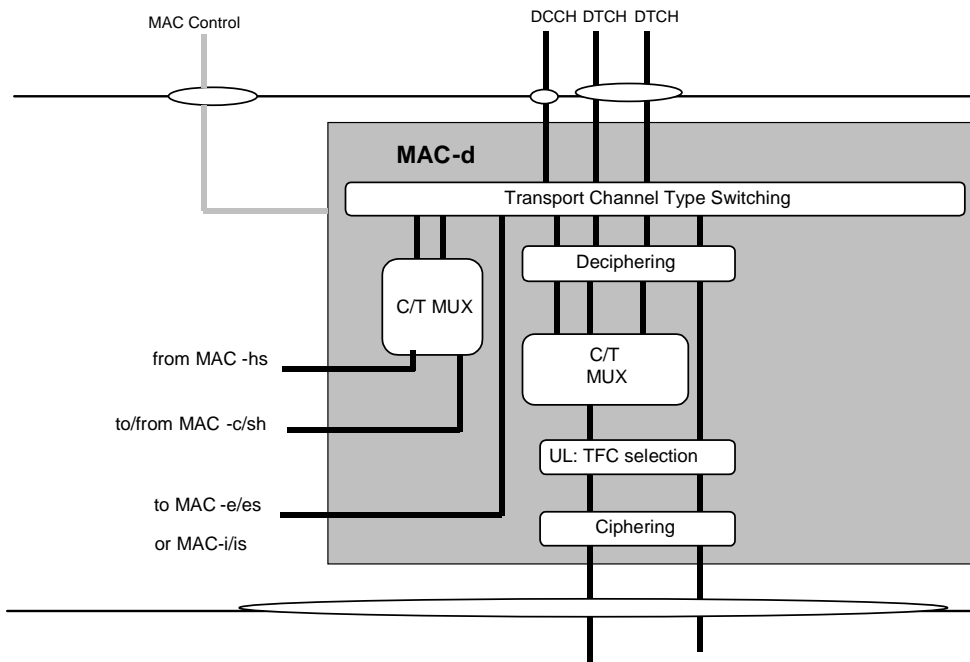 MAC Control
DCCH DTCH DTCH
MAC-d
Transport Channel Type Switching
Deciphering
C/T MUX
from MAC -hs
C/T
MUX
to/from MAC -c/sh
UL: TFC selection
to MAC -e/es
or MAC-i/is
Ciphering